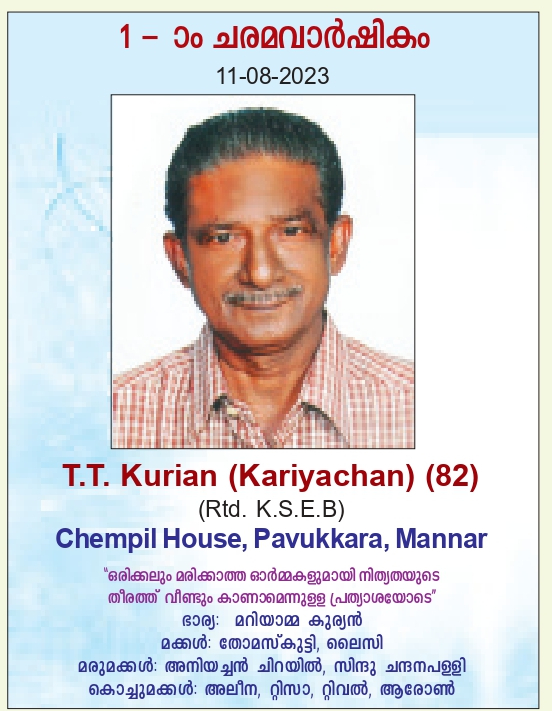 1 – ാം ചരമവാർഷികം
11-08-2023
T.T. Kurian (Kariyachan) (82)
(Rtd. K.S.E.B)
Chempil House, Pavukkara, Mannar
“ഒരിക്കലും മരിക്കാത്ത ഓർമ്മകളുമായി നിത്യതയുടെ
തീരത്ത് വീണ്ടും കാണാമെന്നുളള പ്രത്യാശയോടെ”
ഭാര്യ: മറിയാമ്മ കുര്യൻ
മക്കൾ: തോമസ്കുട്ടി, ലൈസി
മരുമക്കൾ: അനിയച്ചൻ ചിറയിൽ, സിന്ദു ചന്ദനപളളി
കൊച്ചുമക്കൾ: അലീന, റ്റിസാ, റ്റിവൽ, ആരോൺ